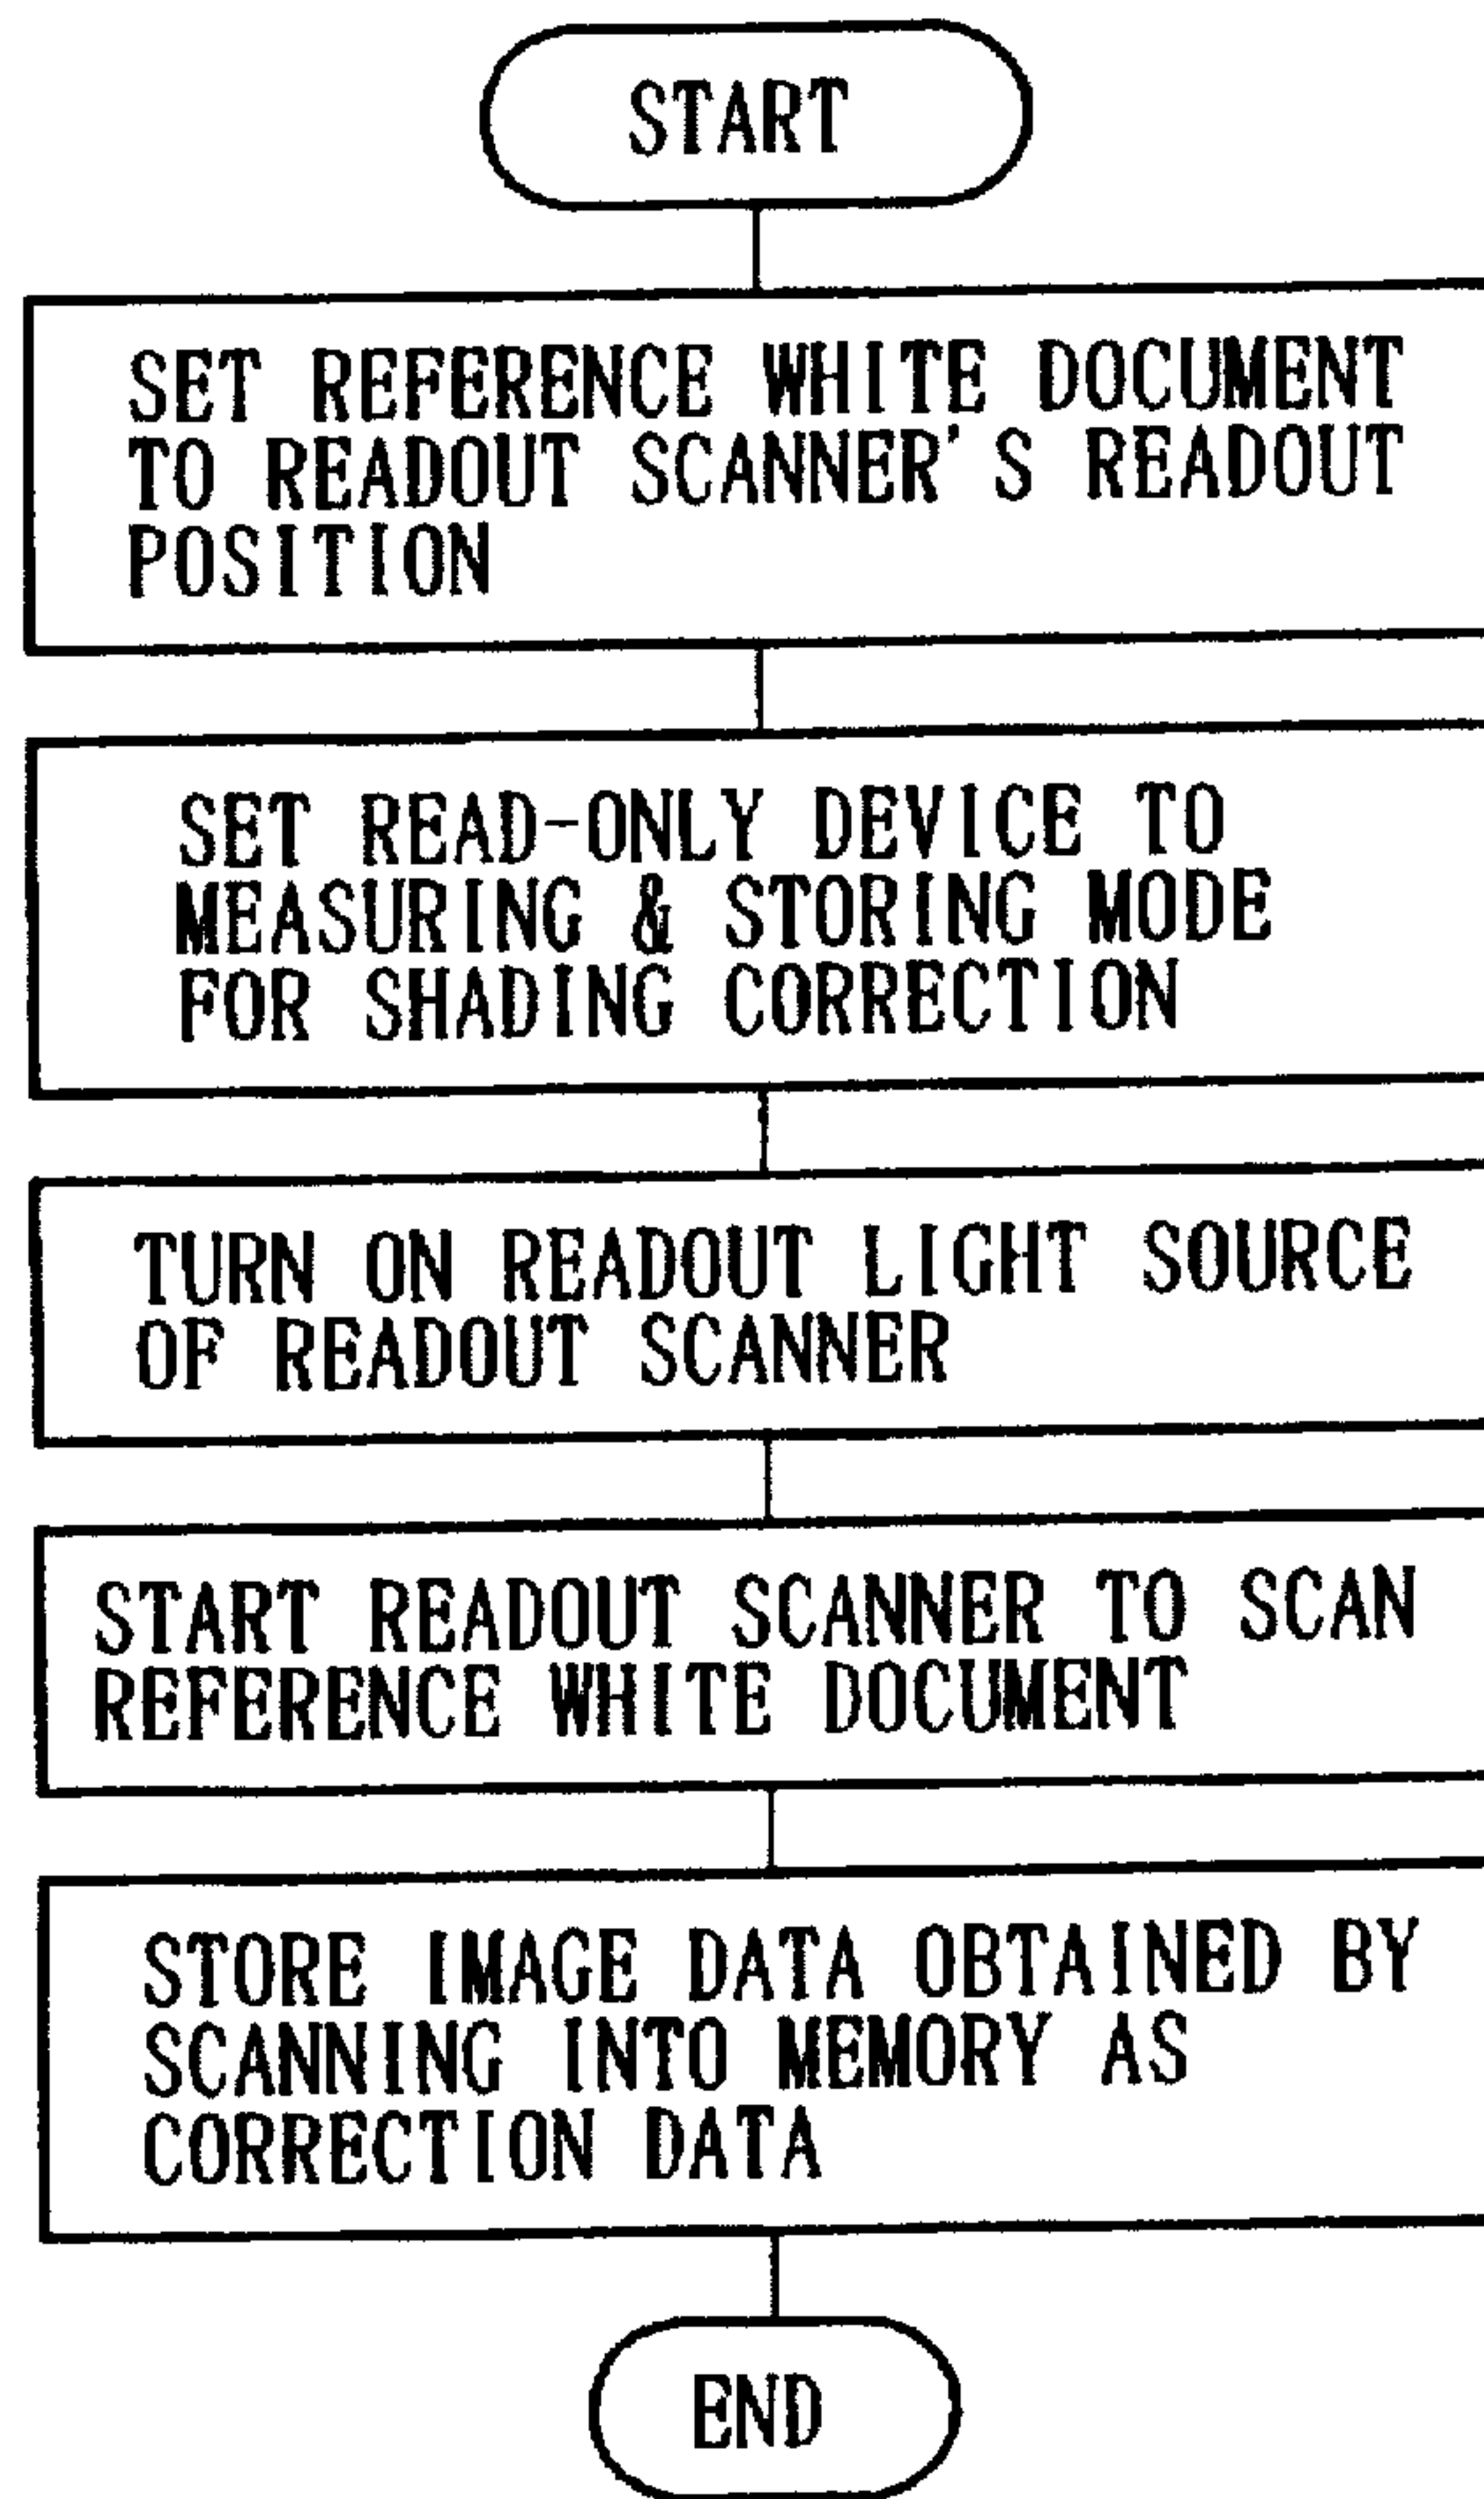 START
SET REFERENCE WHITE DOCUMENT
TO READOUT SCANNER'S READOUT
POSITION
SET READ-ONLY DEVICE TO
MEASURING & STORING MODE
FOR SHADING CORRECTION
TURN ON READOUT LIGHT SOURCE
OF READOUT SCANNER
START READOUT SCANNER TO SCAN
REFERENCE WHITE DOCUMENT
STORE IMAGE DATA OBTAINED BY
SCANNING INTO MEMORY AS
CORRECTION DATA
END